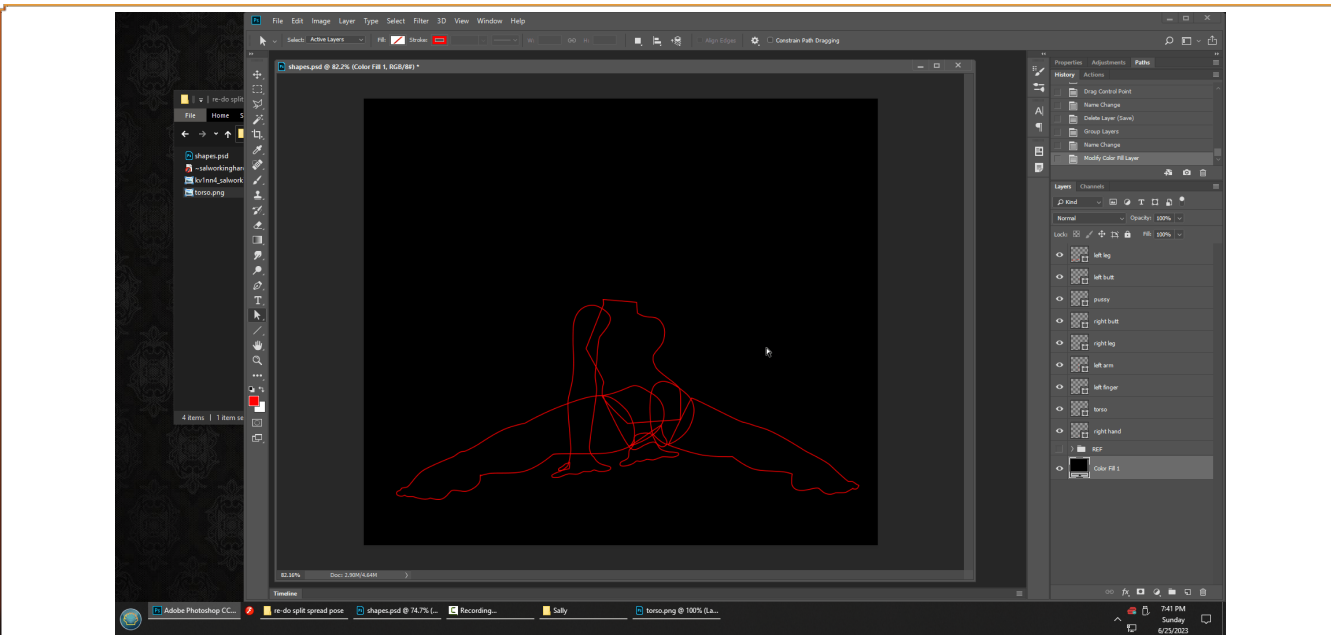 File Edit Image Layer Type Select Filter 3D View Window Help
Select: Active Layers Fill: Stroke: W: H: Align Edges Constrain Path Dragging
shapes.psd @ 82.2% (Color Fill 1, RGB/8#) *
re-do split
File Home S
shapes.psd
~salworkinghar
kv1nn4_salwork
torso.png
4 items 1 item se
82.16% Doc: 2.90M/4.64M
Timeline
Properties Adjustments Paths
History Actions
Drag Control Point
Name Change
Delete Layer (Save)
Group Layers
Name Change
Modify Color Fill Layer
Layers Channels
Kind
Normal Opacity: 100%
Lock: Fill: 100%
left leg
left butt
pussy
right butt
right leg
left arm
left finger
torso
right hand
REF
Color Fill 1
Adobe Photoshop CC... re-do split spread pose shapes.psd @ 74.7% (... Recording... Sally torso.png @ 100% (La...
7:41 PM
Sunday
6/25/2023